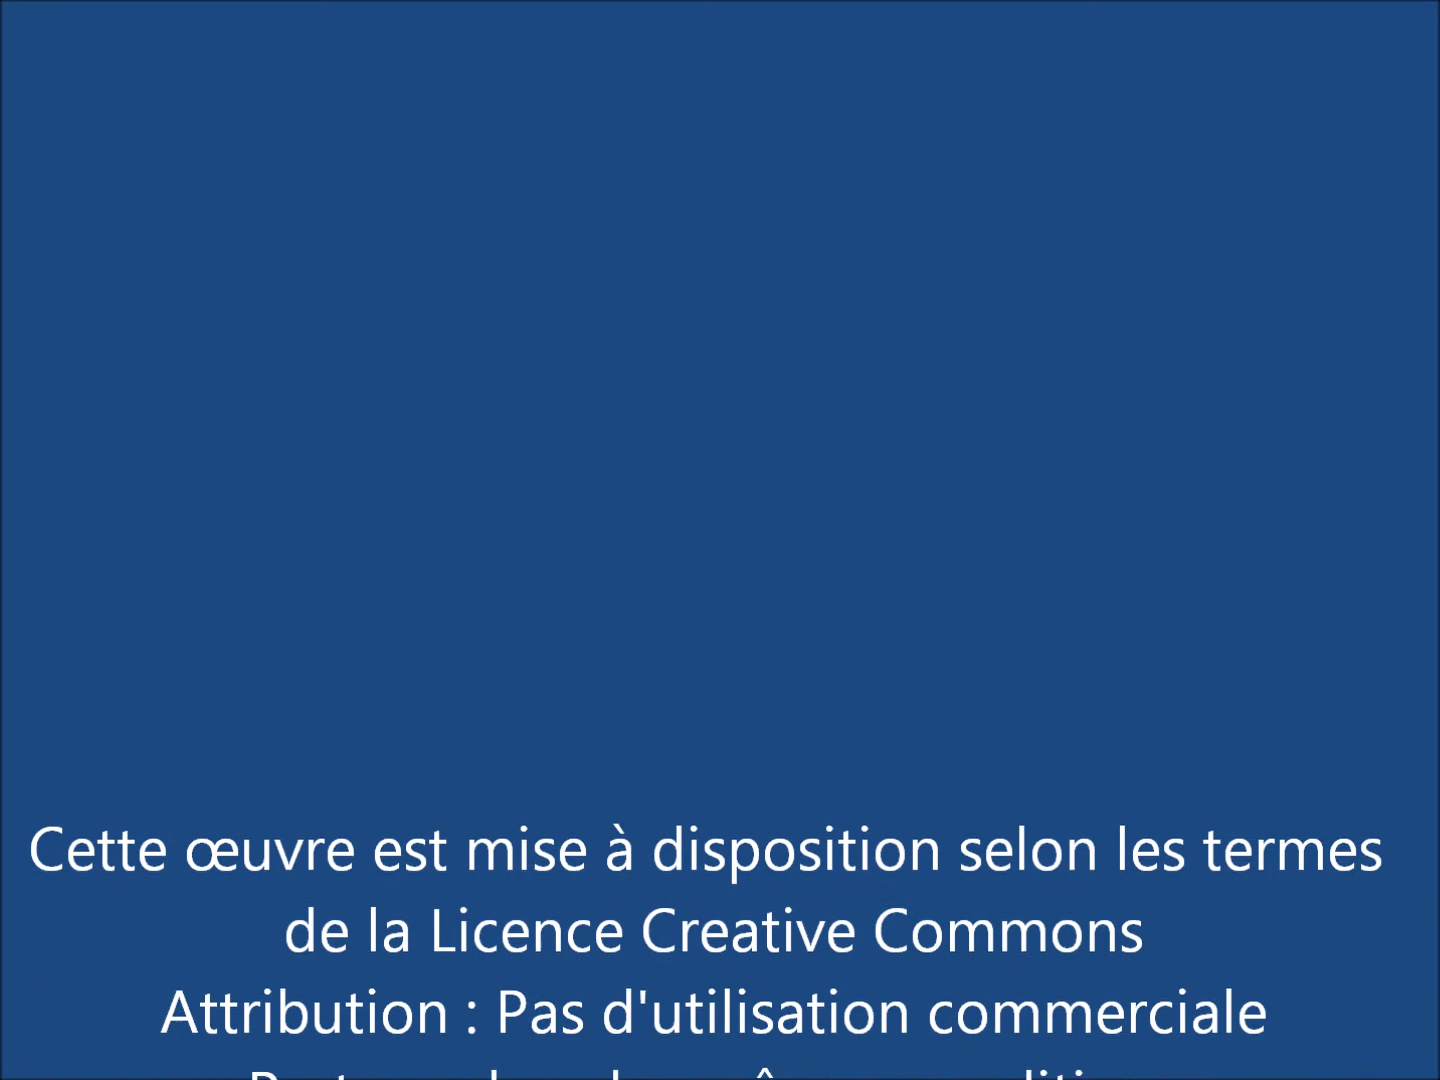 Cette œuvre est mise à disposition selon les termes
de la Licence Creative Commons
Attribution : Pas d'utilisation commerciale